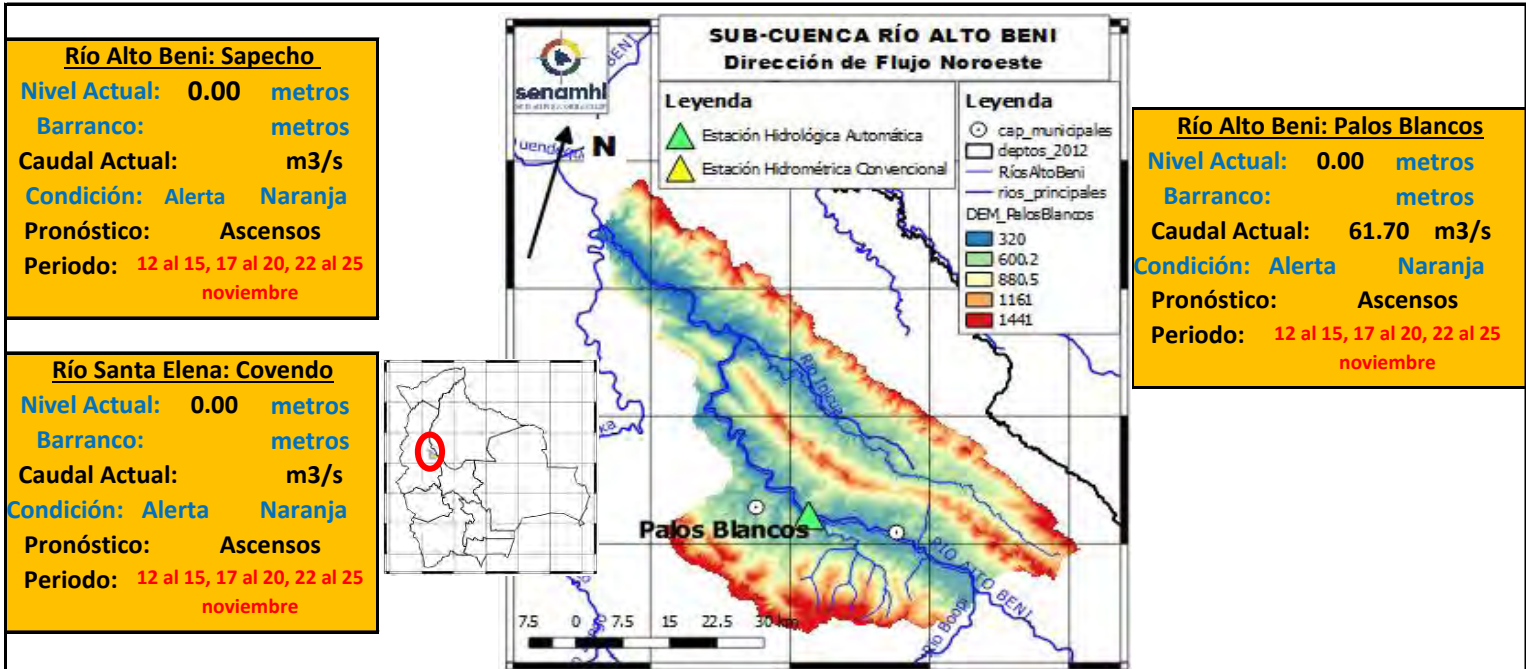 Río Alto Beni: Sapecho
Nivel Actual: 0.00 metros
Barranco: metros
Caudal Actual: m3/s
Condición: Alerta Naranja
Pronóstico: Ascensos
Periodo: 12 al 15, 17 al 20, 22 al 25
noviembre
Río Santa Elena: Covendo
Nivel Actual: 0.00 metros
Barranco: metros
Caudal Actual: m3/s
Condición: Alerta Naranja
Pronóstico: Ascensos
Periodo: 12 al 15, 17 al 20, 22 al 25
noviembre
senamhi
SUB-CUENCA RÍO ALTO BENI
Dirección de Flujo Noroeste
BENI
N
Leyenda
Estación Hidrológica Automática
Estación Hidrométrica Convencional
Leyenda
cap_municipales
deptos_2012
RíosAltoBeni
rios_principales
DEM_PalosBlancos
320
600.2
880.5
1161
1441
Palos Blancos
RIO ALTO BENI
Rio Boopi
7.5 0 7.5 15 22.5 30 km
Río Alto Beni: Palos Blancos
Nivel Actual: 0.00 metros
Barranco: metros
Caudal Actual: 61.70 m3/s
Condición: Alerta Naranja
Pronóstico: Ascensos
Periodo: 12 al 15, 17 al 20, 22 al 25
noviembre